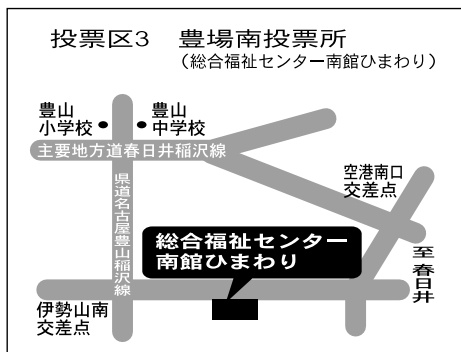 投票区3 豊場南投票所
（総合福祉センター南館ひまわり）
豊山
小学校
豊山
中学校
主要地方道春日井稲沢線
空港南口
交差点
県道名古屋豊山稲沢線
総合福祉センター
南館ひまわり
至春日井
伊勢山南
交差点